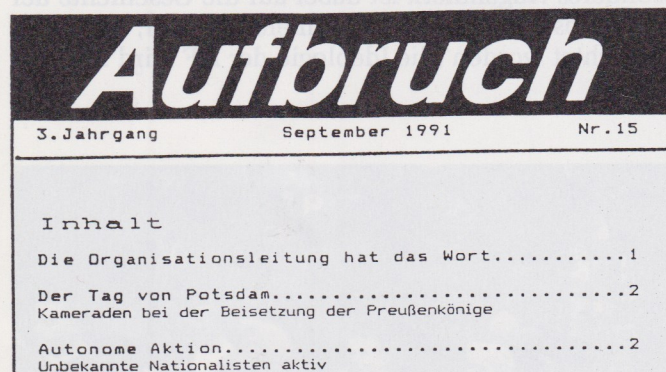 Aufbruch
3.Jahrgang September 1991 Nr.15
Inhalt
Die Organisationsleitung hat das Wort...........1
Der Tag von Potsdam.............................2
Kameraden bei der Beisetzung der Preußenkönige
Autonome Aktion.................................2
Unbekannte Nationalisten aktiv